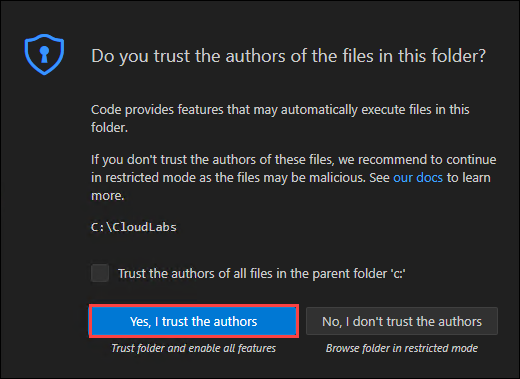 Do you trust the authors of the files in this folder?
Code provides features that may automatically execute files in this
folder.
If you don't trust the authors of these files, we recommend to continue
in restricted mode as the files may be malicious. See our docs to learn
more.
C:\CloudLabs
Trust the authors of all files in the parent folder 'c:'
Yes, I trust the authors
No, I don't trust the authors
Trust folder and enable all features
Browse folder in restricted mode